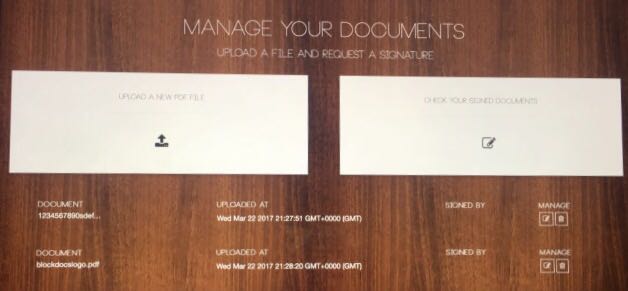 MANAGE YOUR DOCUMENTS
UPLOAD A FILE AND REQUEST A SIGNATURE
UPLOAD A NEW PDF FILE
CHECK YOUR SIGNED DOCUMENTS
DOCUMENT UPLOADED AT SIGNED BY MANAGE
1234567890sdef... Wed Mar 22 2017 21:27:51 GMT+0000 (GMT)
DOCUMENT UPLOADED AT SIGNED BY MANAGE
blockdocslogo.pdf Wed Mar 22 2017 21:28:20 GMT+0000 (GMT)